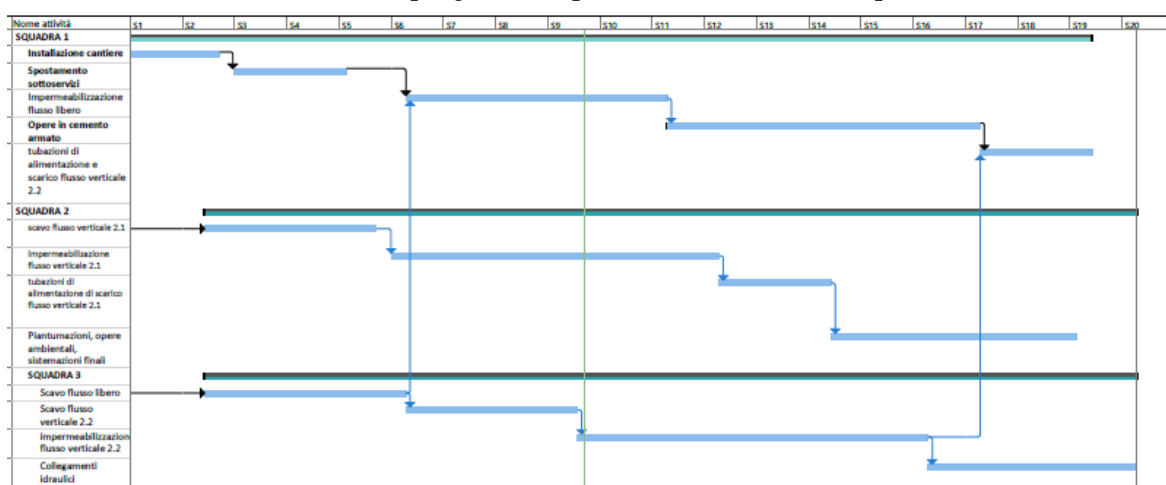 Nome attività S1 S2 S3 S4 S5 S6 S7 S8 S9 S10 S11 S12 S13 S14 S15 S16 S17 S18 S19 S20
SQUADRA 1
Installazione cantiere
Spostamento
sottoservizi
Impermeabilizzazione
flusso libero
Opere in cemento
armato
tubazioni di
alimentazione e
scarico flusso verticale
2.2
SQUADRA 2
scavo flusso verticale 2.1
Impermeabilizzazione
flusso verticale 2.1
tubazioni di
alimentazione di scarico
flusso verticale 2.1
Piantumazioni, opere
ambientali,
sistemazioni finali
SQUADRA 3
Scavo flusso libero
Scavo flusso
verticale 2.2
impermeabilizzazion
flusso verticale 2.2
Collegamenti
idraulici